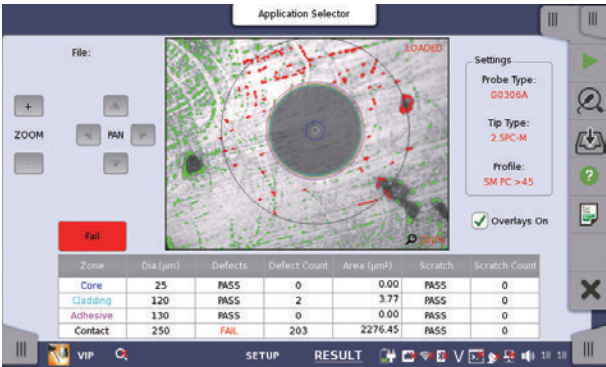 Application Selector
File:
LOADED
Settings
Probe Type:
G0306A
Tip Type:
2.5PC-M
Profile:
SM PC >45
+
ZOOM
PAN
-
Overlays On
Fail
100%
Zone Dia (µm) Defects Defect Count Area (µm²) Scratch Scratch Count
Core 25 PASS 0 0.00 PASS 0
Cladding 120 PASS 2 3.77 PASS 0
Adhesive 130 PASS 0 0.00 PASS 0
Contact 250 FAIL 203 2276.45 PASS 0
VIP SETUP RESULT V 18 18